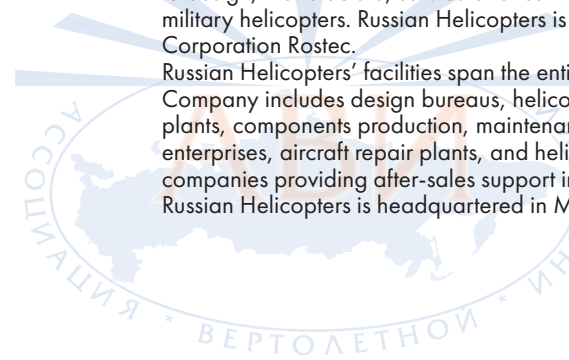 military helicopters. Russian Helicopters is
Corporation Rostec.
Russian Helicopters’ facilities span the enti
Company includes design bureaus, helico
plants, components production, maintenan
enterprises, aircraft repair plants, and heli
companies providing after-sales support i
Russian Helicopters is headquartered in M
АВИ
АССОЦИАЦИЯ * ВЕРТОЛЕТНОЙ * ИН